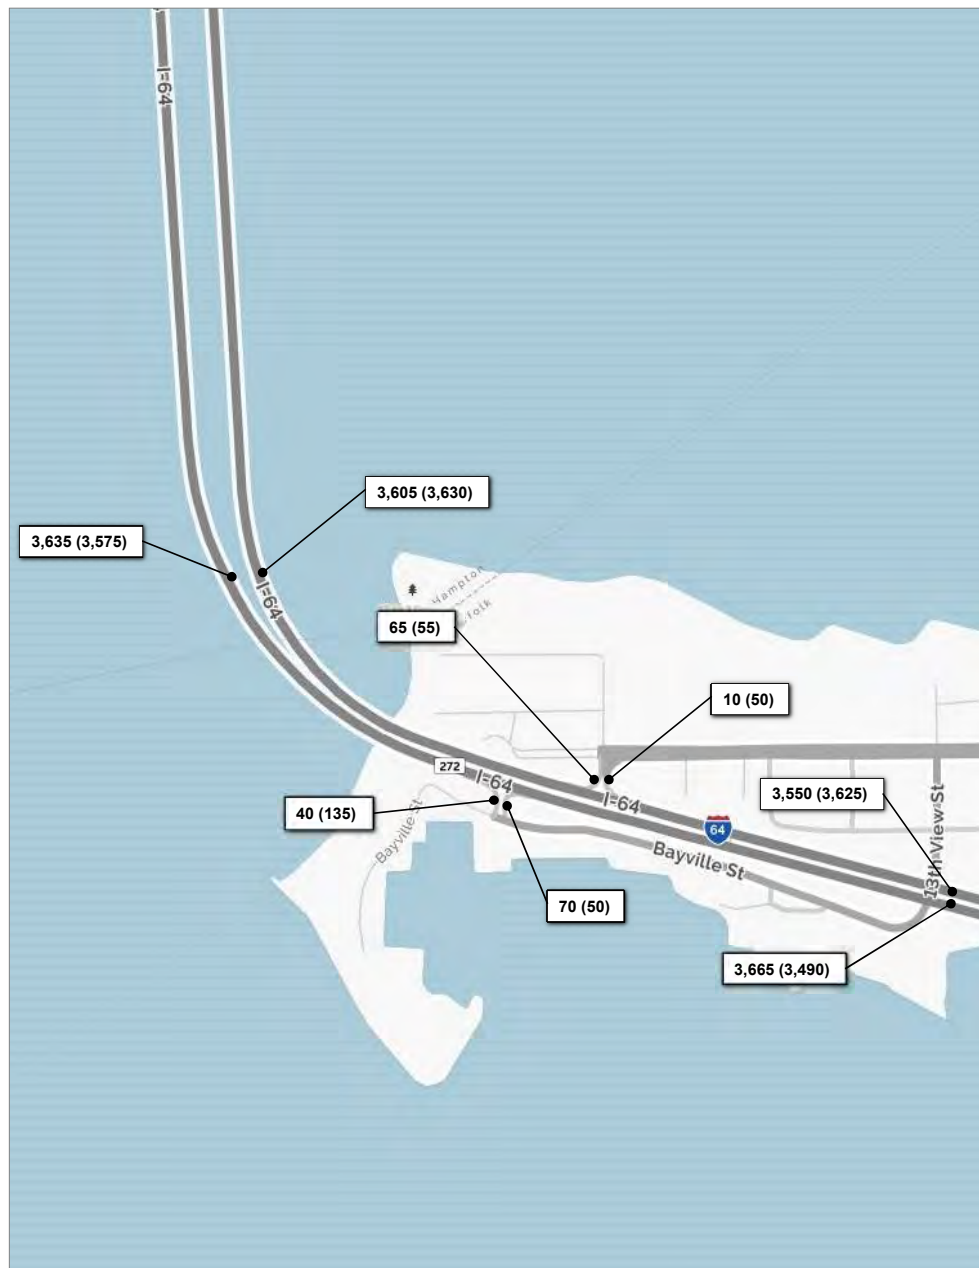 I-64
3,605 (3,630)
3,635 (3,575)
I-64
Hampton
folk
65 (55)
10 (50)
272
I-64
I-64
3,550 (3,625)
40 (135)
64
Bayville St
Bayville St
13th View St
70 (50)
3,665 (3,490)